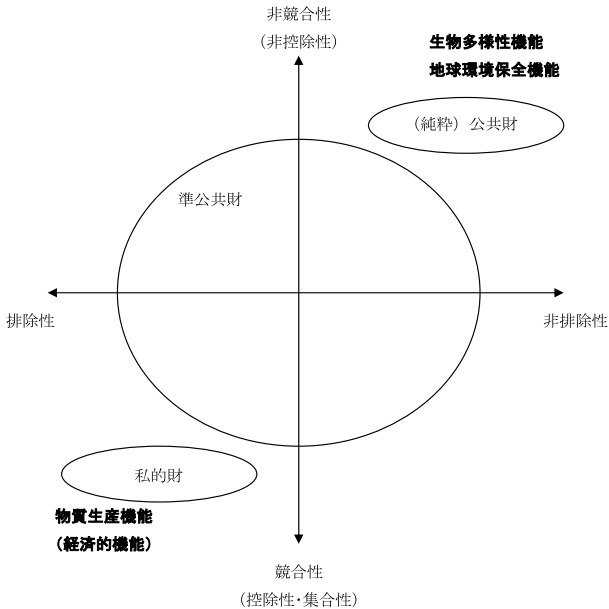 非競合性
（非控除性）
生物多様性機能
地球環境保全機能
（純粋）公共財
準公共財
排除性
非排除性
私的財
物質生産機能
（経済的機能）
競合性
（控除性･集合性）